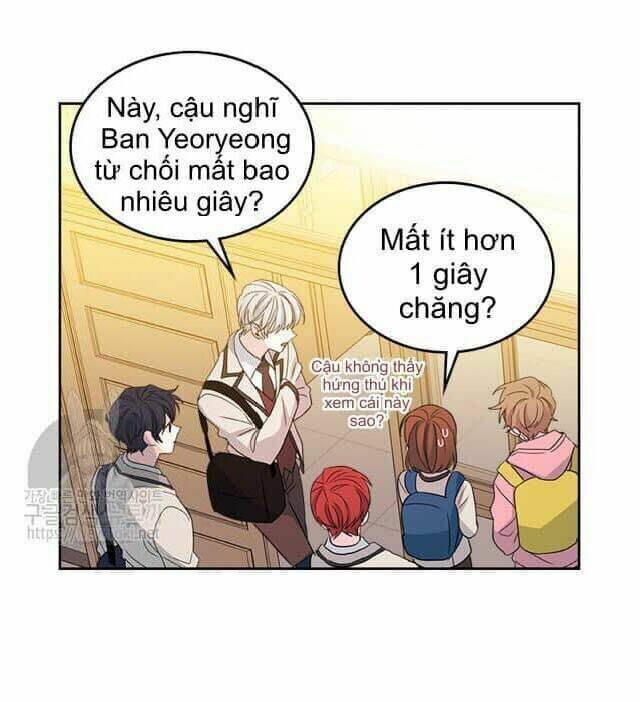 Này, cậu nghĩ
Ban Yeoryeong
từ chối mất bao
nhiêu giây?
Mất ít hơn
1 giây
chăng?
Cậu không thấy
hứng thú khi
xem cái này
sao?